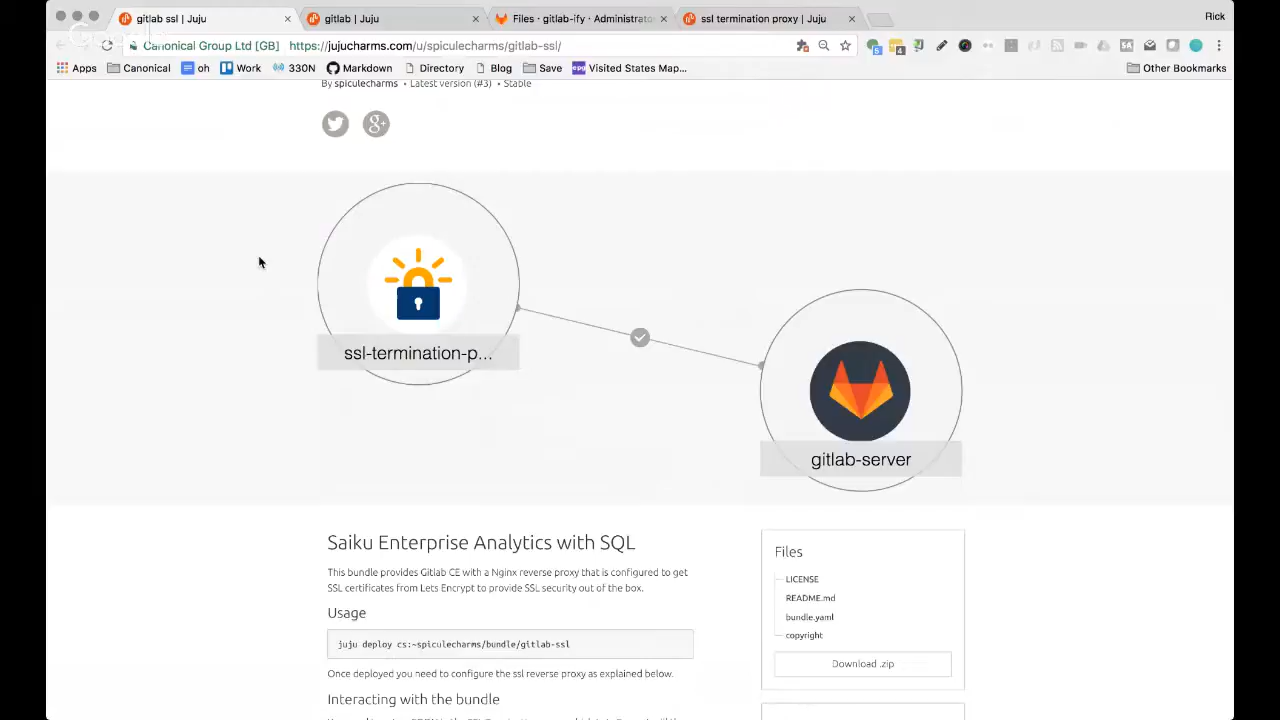 gitlab ssl | Juju
gitlab | Juju
Files · gitlab-ify · Administrato
ssl termination proxy | Juju
Rick
Canonical Group Ltd [GB]
https://jujucharms.com/u/spiculecharms/gitlab-ssl/
Apps
Canonical
oh
Work
330N
Markdown
Directory
Blog
Save
Visited States Map...
Other Bookmarks
By spiculecharms • Latest version (#3) • Stable
ssl-termination-p...
gitlab-server
Saiku Enterprise Analytics with SQL
This bundle provides Gitlab CE with a Nginx reverse proxy that is configured to get
SSL certificates from Lets Encrypt to provide SSL security out of the box.
Usage
juju deploy cs:~spiculecharms/bundle/gitlab-ssl
Once deployed you need to configure the ssl reverse proxy as explained below.
Interacting with the bundle
Files
LICENSE
README.md
bundle.yaml
copyright
Download .zip